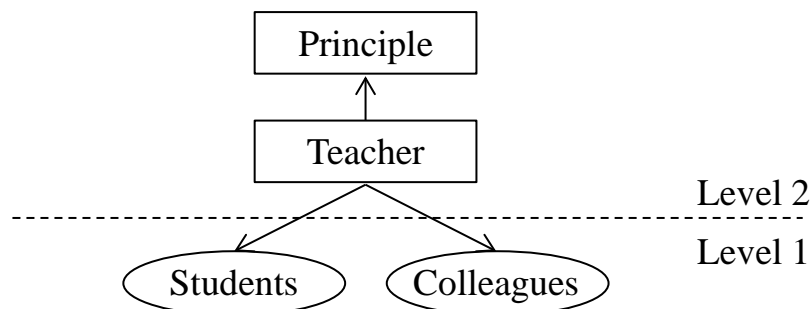 Principle
Teacher
Level 2
Level 1
Students
Colleagues